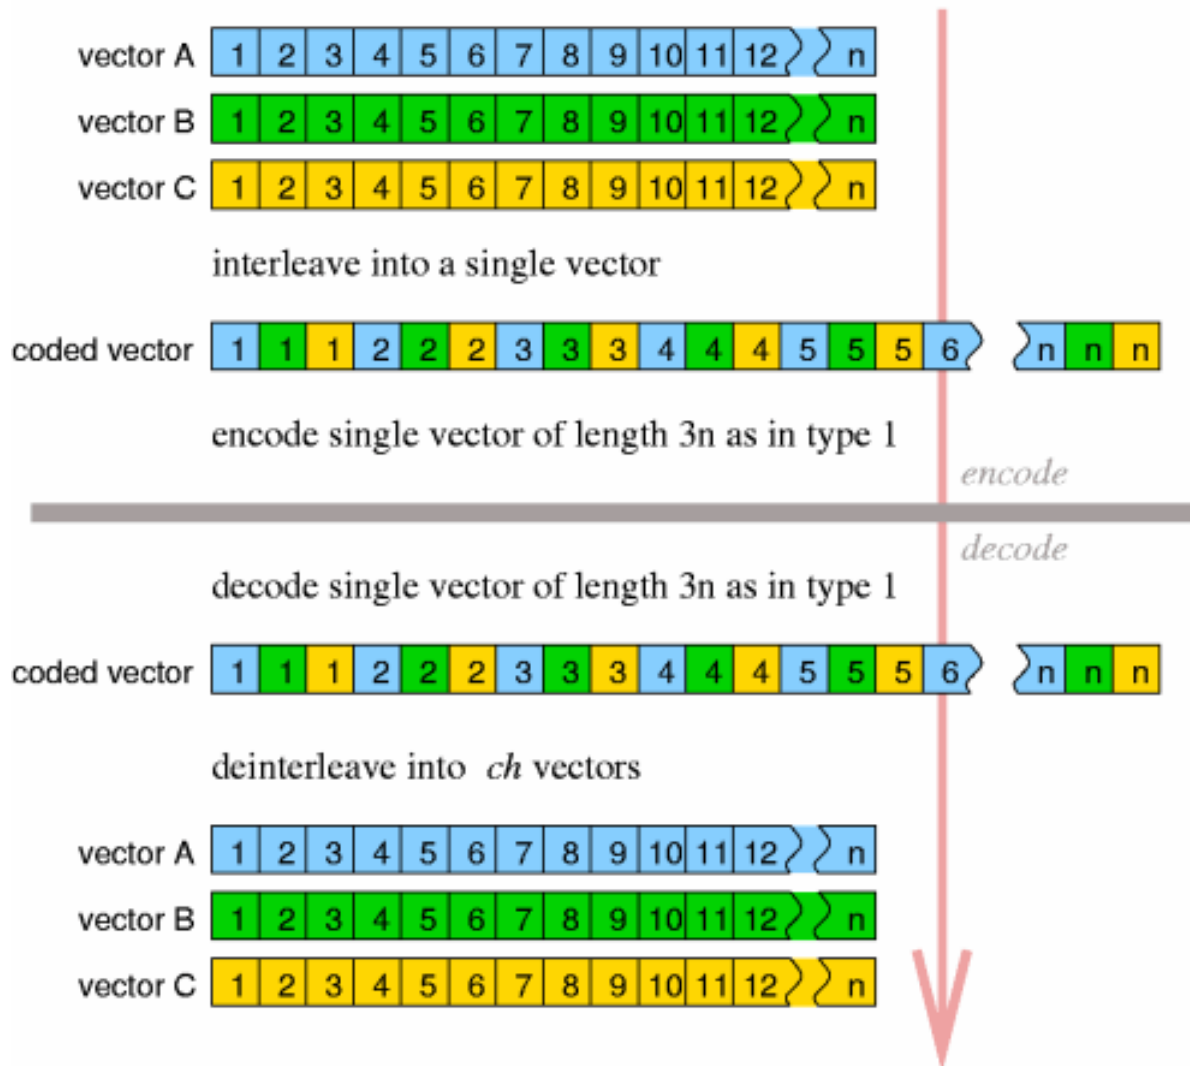 vector A 1 2 3 4 5 6 7 8 9 10 11 12 n
vector B 1 2 3 4 5 6 7 8 9 10 11 12 n
vector C 1 2 3 4 5 6 7 8 9 10 11 12 n
interleave into a single vector
coded vector 1 1 1 2 2 2 3 3 3 4 4 4 5 5 5 6 n n n
encode single vector of length 3n as in type 1
encode
decode
decode single vector of length 3n as in type 1
coded vector 1 1 1 2 2 2 3 3 3 4 4 4 5 5 5 6 n n n
deinterleave into ch vectors
vector A 1 2 3 4 5 6 7 8 9 10 11 12 n
vector B 1 2 3 4 5 6 7 8 9 10 11 12 n
vector C 1 2 3 4 5 6 7 8 9 10 11 12 n